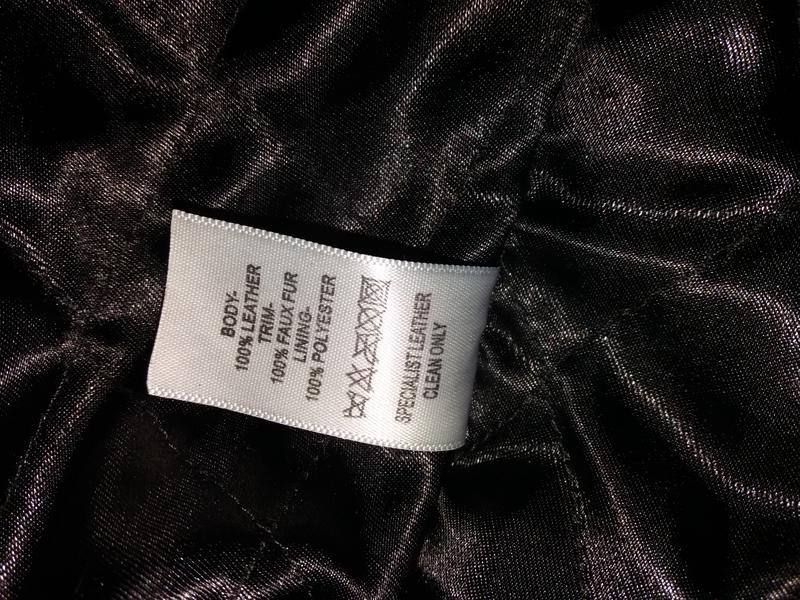 BODY-
100% LEATHER
TRIM-
100% FAUX FUR
LINING-
100% POLYESTER
SPECIALIST LEATHER
CLEAN ONLY